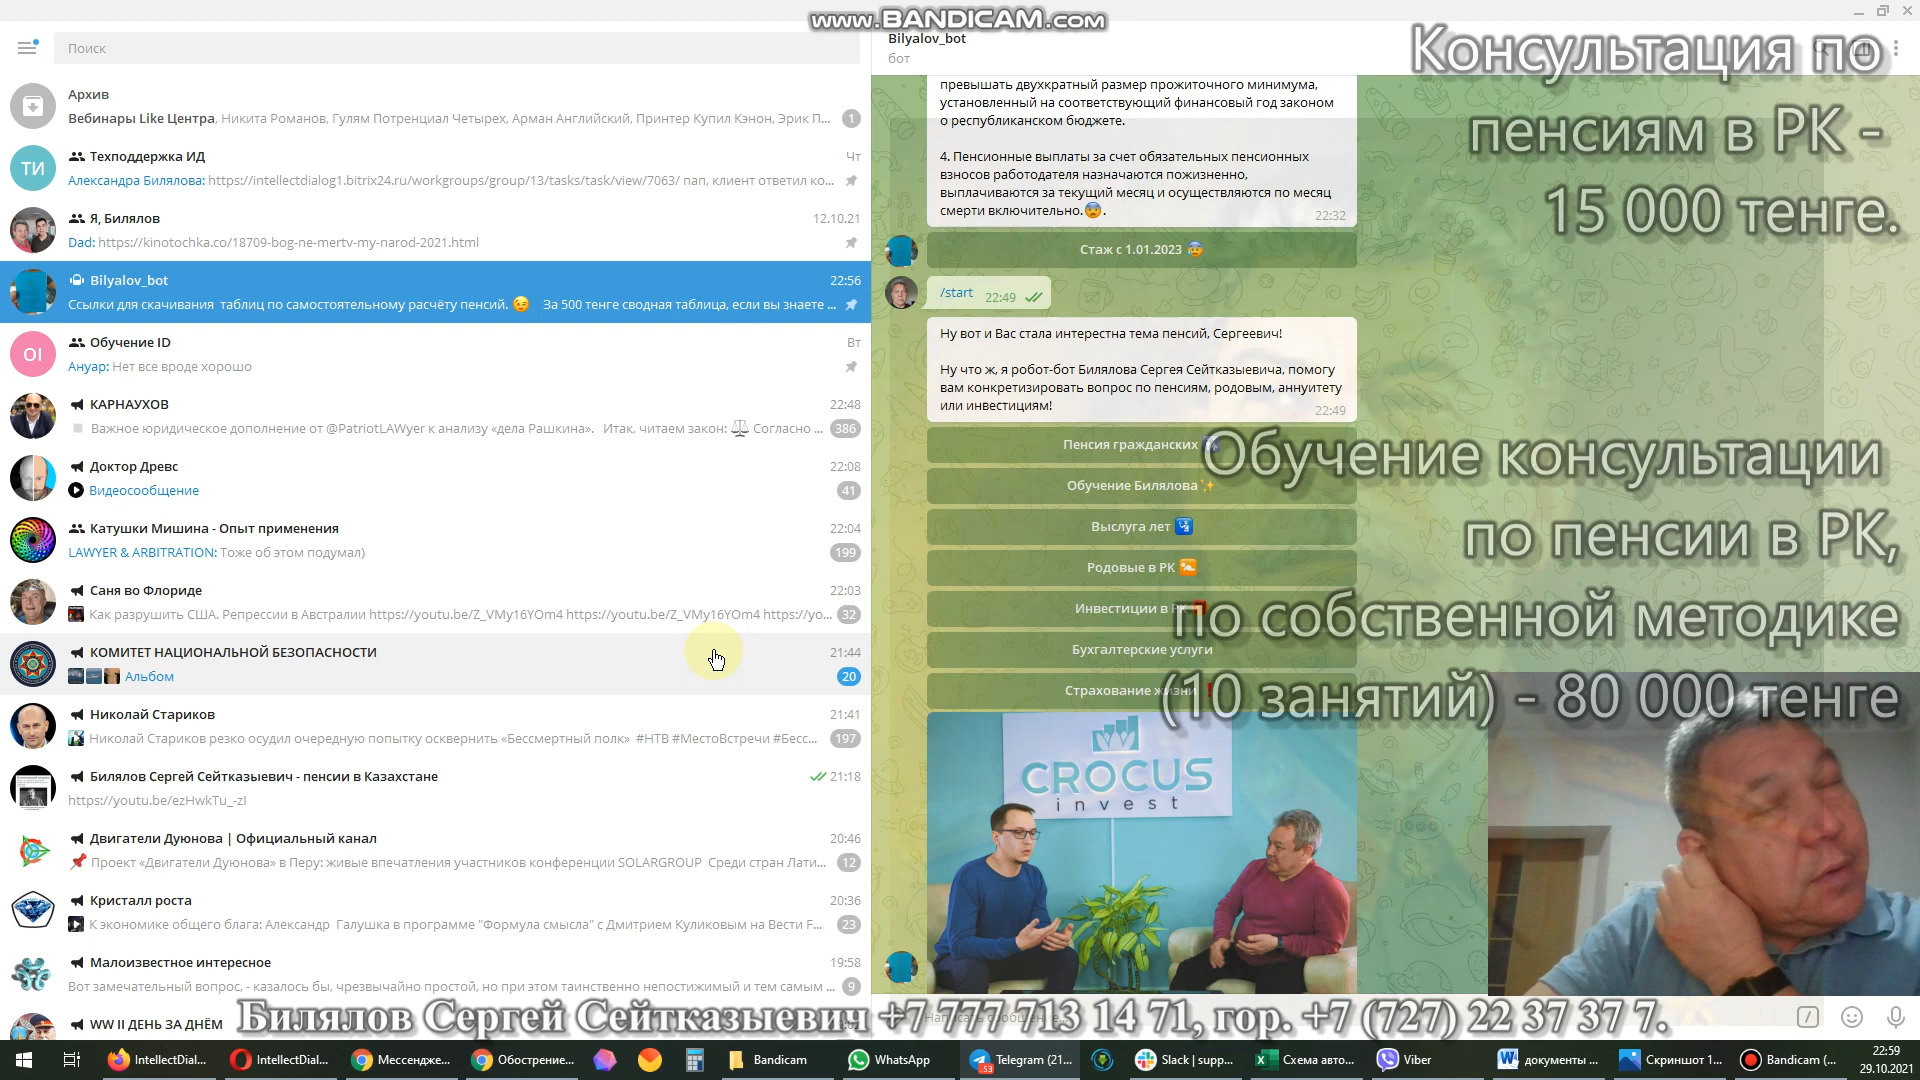 www.BANDICAM.com
Поиск
Архив
Вебинары Like Центра, Никита Романов, Гулям Потренциал Четырех, Арман Английский, Принтер Купил Кэнон, Эрик П... 1
ТИ
Техподдержка ИД Чт
Александра Билялова: https://intellectdialog1.bitrix24.ru/workgroups/group/13/tasks/task/view/7063/ пап, клиент ответил ко...
Я, Билялов 12.10.21
Dad: https://kinotochka.co/18709-bog-ne-mertv-my-narod-2021.html
Bilyalov_bot 22:56
Ссылки для скачивания таблиц по самостоятельному расчёту пенсий. 😉 За 500 тенге сводная таблица, если вы знаете ...
OI
Обучение ID Вт
Ануар: Нет все вроде хорошо
КАРНАУХОВ 22:48
Важное юридическое дополнение от @PatriotLAWyer к анализу «дела Рашкина». Итак, читаем закон: ⚖ Согласно ... 386
Доктор Древс 22:08
Видеосообщение 41
Катушки Мишина - Опыт применения 22:04
LAWYER & ARBITRATION: Тоже об этом подумал) 199
Саня во Флориде 22:03
Как разрушить США. Репрессии в Австралии https://youtu.be/Z_VMy16YOm4 https://youtu.be/Z_VMy16YOm4 https://yo... 32
КОМИТЕТ НАЦИОНАЛЬНОЙ БЕЗОПАСНОСТИ 21:44
Альбом 20
Николай Стариков 21:41
Николай Стариков резко осудил очередную попытку осквернить «Бессмертный полк» #НТВ #МестоВстречи #Бесс... 197
Билялов Сергей Сейтказыевич - пенсии в Казахстане 21:18
https://youtu.be/ezHwkTu_-zI
Двигатели Дуюнова | Официальный канал 20:46
📌 Проект «Двигатели Дуюнова» в Перу: живые впечатления участников конференции SOLARGROUP Среди стран Лати... 12
Кристалл роста 20:36
К экономике общего блага: Александр Галушка в программе "Формула смысла" с Дмитрием Куликовым на Вести F... 23
Малоизвестное интересное 19:58
Вот замечательный вопрос, - казалось бы, чрезвычайно простой, но при этом таинственно непостижимый и тем самым ... 9
WW II ДЕНЬ ЗА ДНЁМ
Bilyalov_bot
бот
превышать двухкратный размер прожиточного минимума,
установленный на соответствующий финансовый год законом
о республиканском бюджете.
4. Пенсионные выплаты за счет обязательных пенсионных
взносов работодателя назначаются пожизненно,
выплачиваются за текущий месяц и осуществляются по месяц
смерти включительно.😨. 22:32
Стаж с 1.01.2023 😰
/start 22:49
Ну вот и Вас стала интерестна тема пенсий, Сергеевич!
Ну что ж, я робот-бот Билялова Сергея Сейтказыевича, помогу
вам конкретизировать вопрос по пенсиям, родовым, аннуитету
или инвестициям! 22:49
Пенсия гражданских
Обучение Билялова✨
Выслуга лет
Родовые в РК
Инвестиции в РК
Бухгалтерские услуги
Страхование жизни❗
CROCUS
invest
Консультация по
пенсиям в РК -
15 000 тенге.
Обучение консультации
по пенсии в РК,
по собственной методике
(10 занятий) - 80 000 тенге
Билялов Сергей Сейтказыевич +7 777 713 14 71, гор. +7 (727) 22 37 37 7.
IntellectDial...
IntellectDial...
Мессендже...
Обострение...
Bandicam
WhatsApp
.53
Telegram (21...
Slack | supp...
Схема авто...
Viber
документы ...
Скриншот 1...
Bandicam (...
22:59
29.10.2021